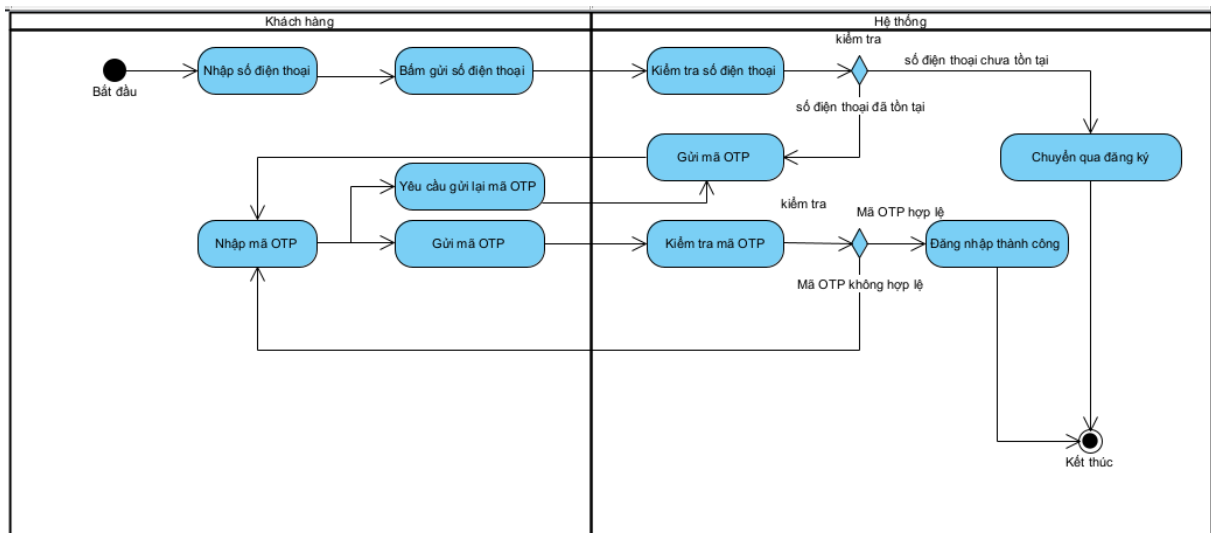 Khách hàng
Hệ thống
kiểm tra
Bắt đầu
Nhập số điện thoại
Bấm gửi số điện thoại
Kiểm tra số điện thoại
số điện thoại chưa tồn tại
số điện thoại đã tồn tại
Gửi mã OTP
Chuyển qua đăng ký
Yêu cầu gửi lại mã OTP
kiểm tra
Mã OTP hợp lệ
Nhập mã OTP
Gửi mã OTP
Kiểm tra mã OTP
Đăng nhập thành công
Mã OTP không hợp lệ
Kết thúc